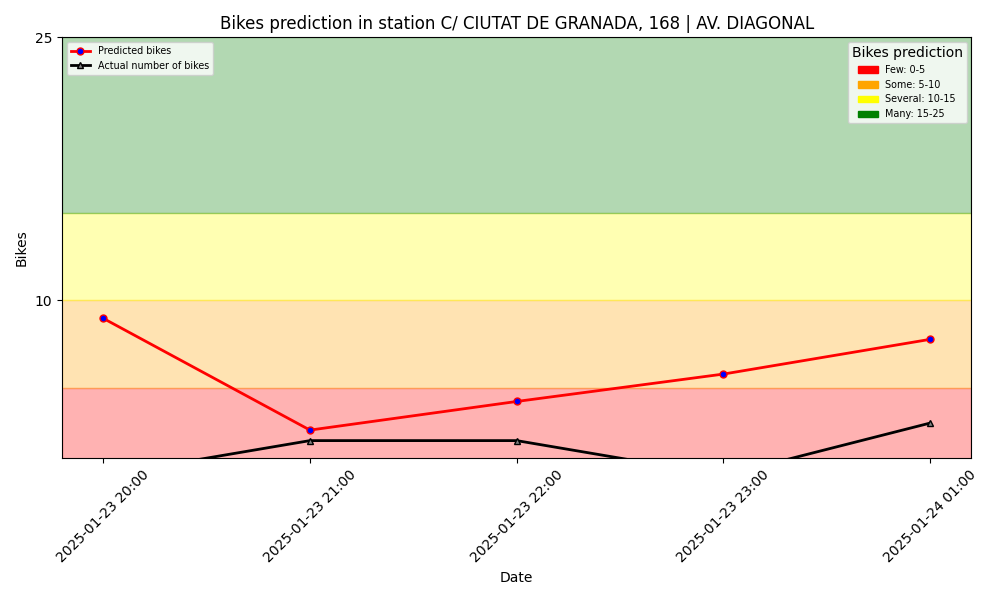 Bikes prediction in station C/ CIUTAT DE GRANADA, 168 | AV. DIAGONAL
25
10
Bikes
Predicted bikes
Actual number of bikes
Bikes prediction
Few: 0-5
Some: 5-10
Several: 10-15
Many: 15-25
2025-01-23 20:00
2025-01-23 21:00
2025-01-23 22:00
2025-01-23 23:00
2025-01-24 01:00
Date